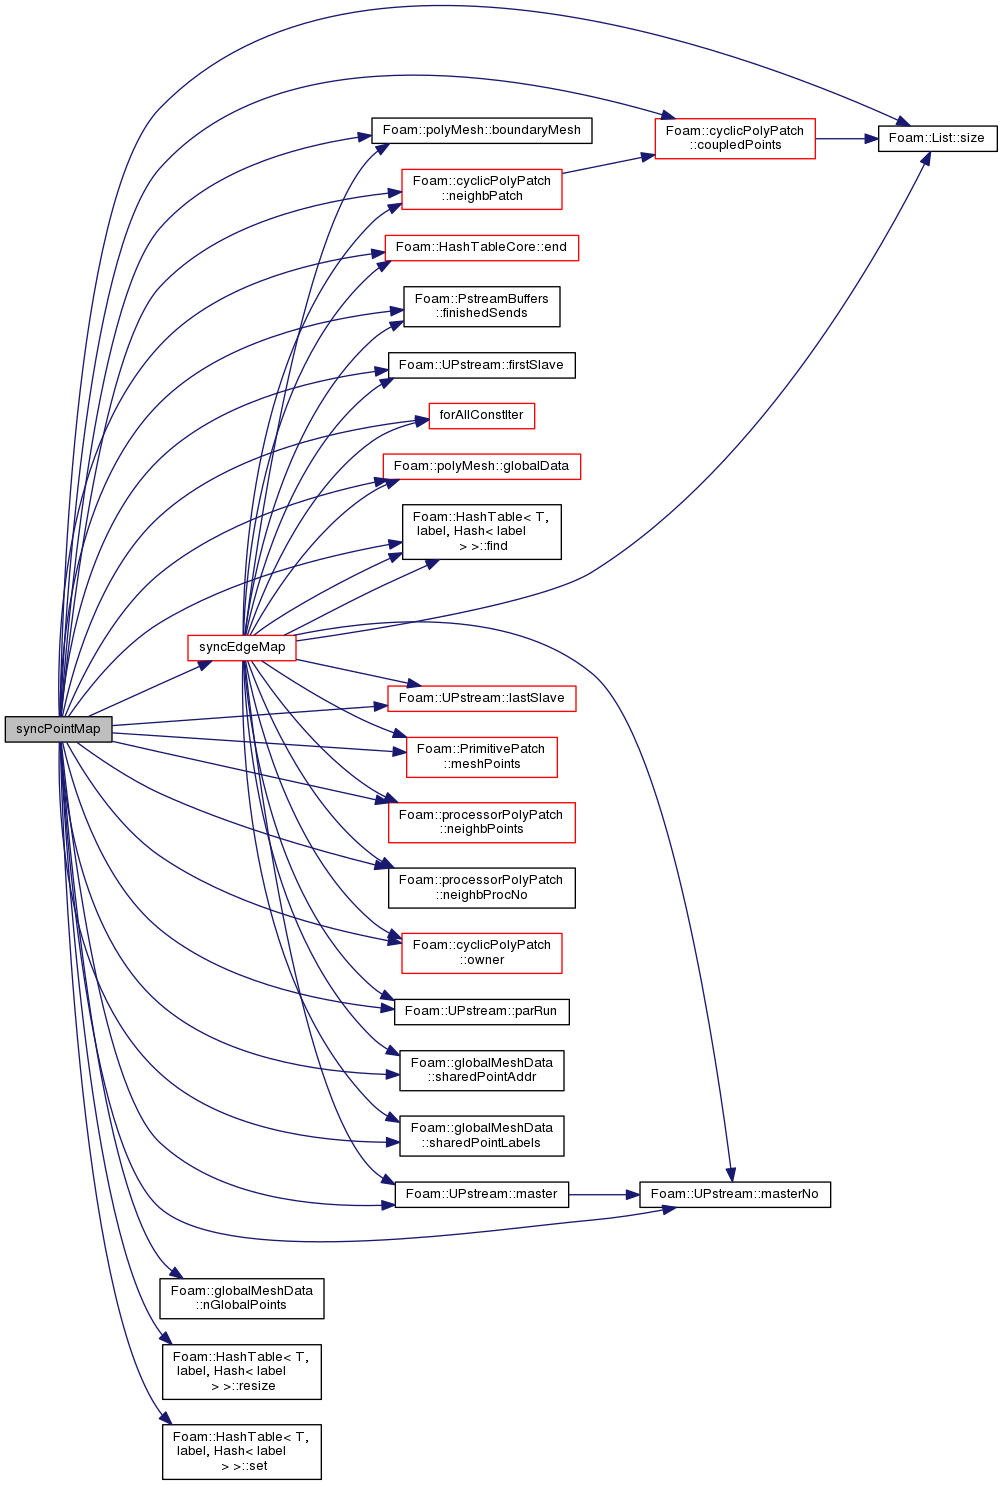 Foam::polyMesh::boundaryMesh
Foam::cyclicPolyPatch
::coupledPoints
Foam::List::size
Foam::cyclicPolyPatch
::neighbPatch
Foam::HashTableCore::end
Foam::PstreamBuffers
::finishedSends
Foam::UPstream::firstSlave
forAllConstIter
Foam::polyMesh::globalData
Foam::HashTable< T,
label, Hash< label
> >::find
syncEdgeMap
Foam::UPstream::lastSlave
syncPointMap
Foam::PrimitivePatch
::meshPoints
Foam::processorPolyPatch
::neighbPoints
Foam::processorPolyPatch
::neighbProcNo
Foam::cyclicPolyPatch
::owner
Foam::UPstream::parRun
Foam::globalMeshData
::sharedPointAddr
Foam::globalMeshData
::sharedPointLabels
Foam::UPstream::master
Foam::UPstream::masterNo
Foam::globalMeshData
::nGlobalPoints
Foam::HashTable< T,
label, Hash< label
> >::resize
Foam::HashTable< T,
label, Hash< label
> >::set